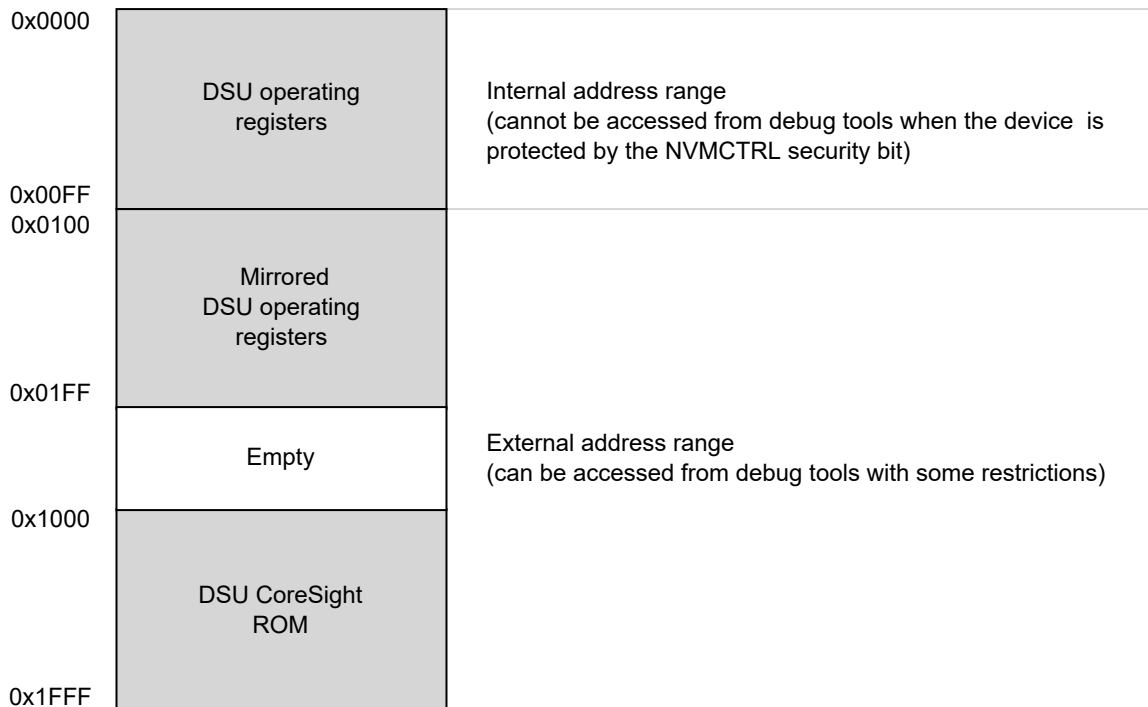 0x0000
DSU operating
registers
Internal address range
(cannot be accessed from debug tools when the device is
protected by the NVMCTRL security bit)
0x00FF
0x0100
Mirrored
DSU operating
registers
0x01FF
Empty
External address range
(can be accessed from debug tools with some restrictions)
0x1000
DSU CoreSight
ROM
0x1FFF